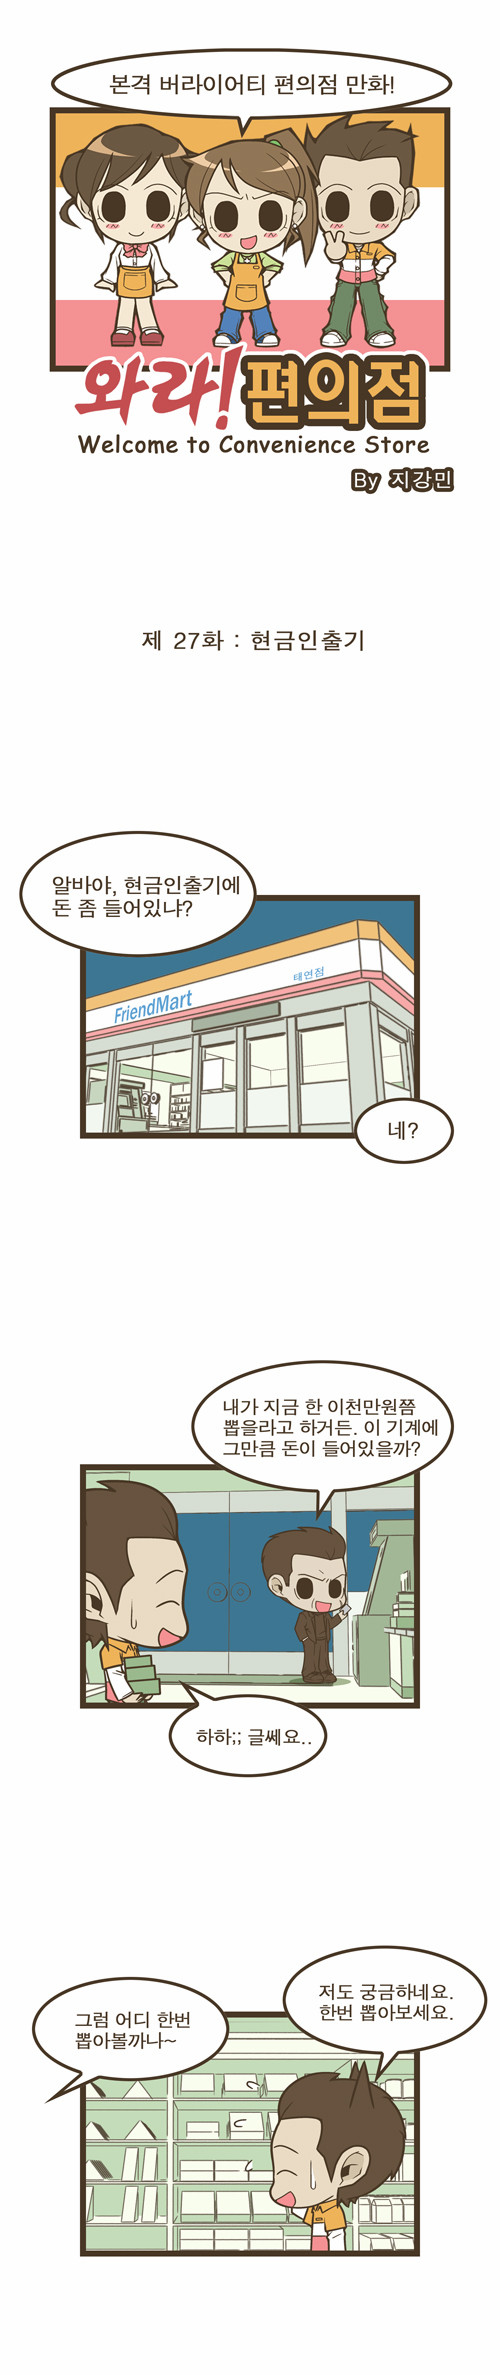 본격 버라이어티 편의점 만화!
와라! 편의점
Welcome to Convenience Store
By 지강민
제 27화 : 현금인출기
알바야, 현금인출기에
돈 좀 들어있냐?
FriendMart
태연점
네?
내가 지금 한 이천만원쯤
뽑을라고 하거든. 이 기계에
그만큼 돈이 들어있을까?
하하;; 글쎄요..
그럼 어디 한번
뽑아볼까나~
저도 궁금하네요.
한번 뽑아보세요.